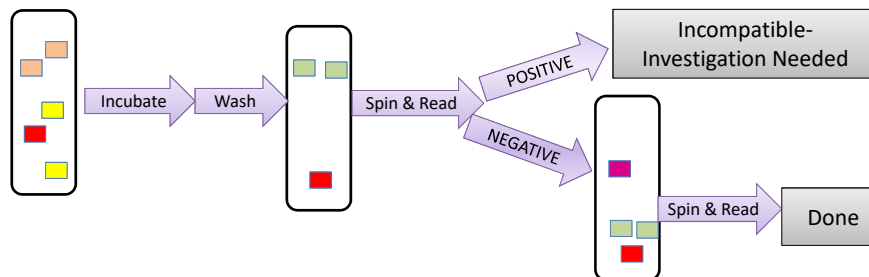 Incubate
Wash
Spin & Read
POSITIVE
Incompatible-
Investigation Needed
NEGATIVE
Spin & Read
Done